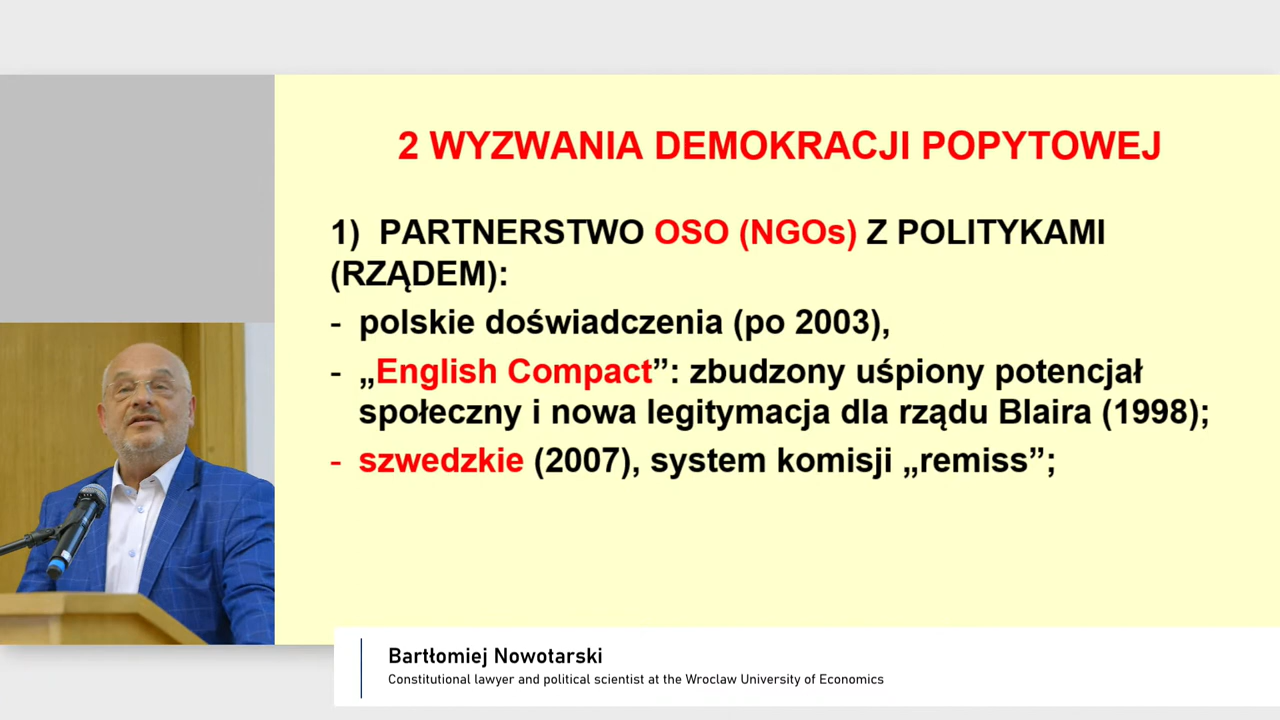 2 WYZWANIA DEMOKRACJI POPYTOWEJ
1) PARTNERSTWO OSO (NGOs) Z POLITYKAMI
(RZĄDEM):
- polskie doświadczenia (po 2003),
- „English Compact”: zbudzony uśpiony potencjał
społeczny i nowa legitymacja dla rządu Blaira (1998);
- szwedzkie (2007), system komisji „remiss”;
Bartłomiej Nowotarski
Constitutional lawyer and political scientist at the Wroclaw University of Economics